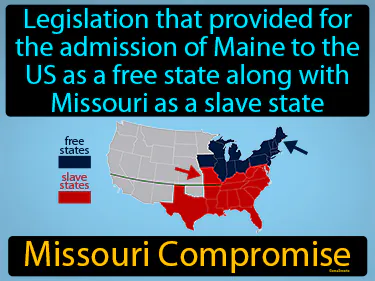 Legislation that provided for
the admission of Maine to the
US as a free state along with
Missouri as a slave state
free
states
slave
states
Missouri Compromise